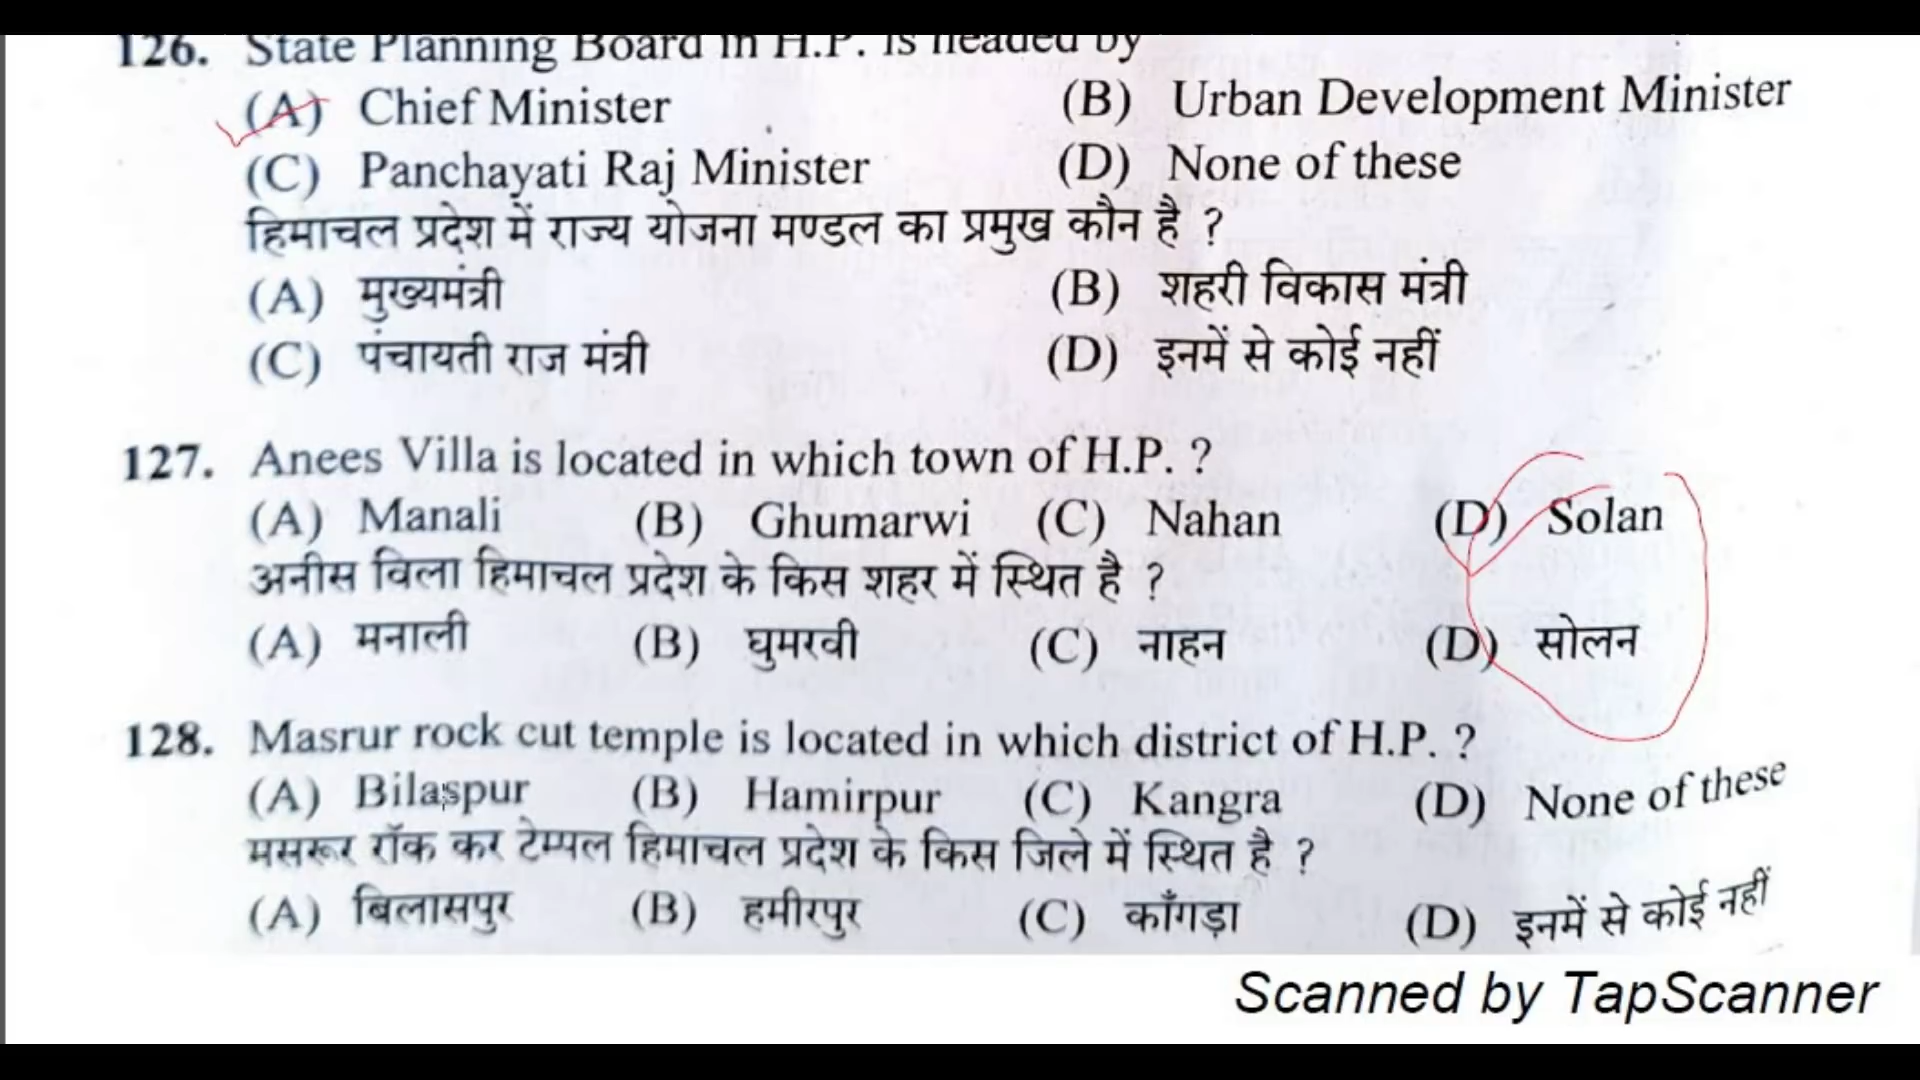 126. State Planning Board in H.P. is headed by
(A) Chief Minister (B) Urban Development Minister
(C) Panchayati Raj Minister (D) None of these
हिमाचल प्रदेश में राज्य योजना मण्डल का प्रमुख कौन है ?
(A) मुख्यमंत्री (B) शहरी विकास मंत्री
(C) पंचायती राज मंत्री (D) इनमें से कोई नहीं
127. Anees Villa is located in which town of H.P. ?
(A) Manali (B) Ghumarwi (C) Nahan (D) Solan
अनीस विला हिमाचल प्रदेश के किस शहर में स्थित है ?
(A) मनाली (B) घुमरवी (C) नाहन (D) सोलन
128. Masrur rock cut temple is located in which district of H.P. ?
(A) Bilaspur (B) Hamirpur (C) Kangra (D) None of these
मसरूर रॉक कर टेम्पल हिमाचल प्रदेश के किस जिले में स्थित है ?
(A) बिलासपुर (B) हमीरपुर (C) काँगड़ा (D) इनमें से कोई नहीं
Scanned by TapScanner